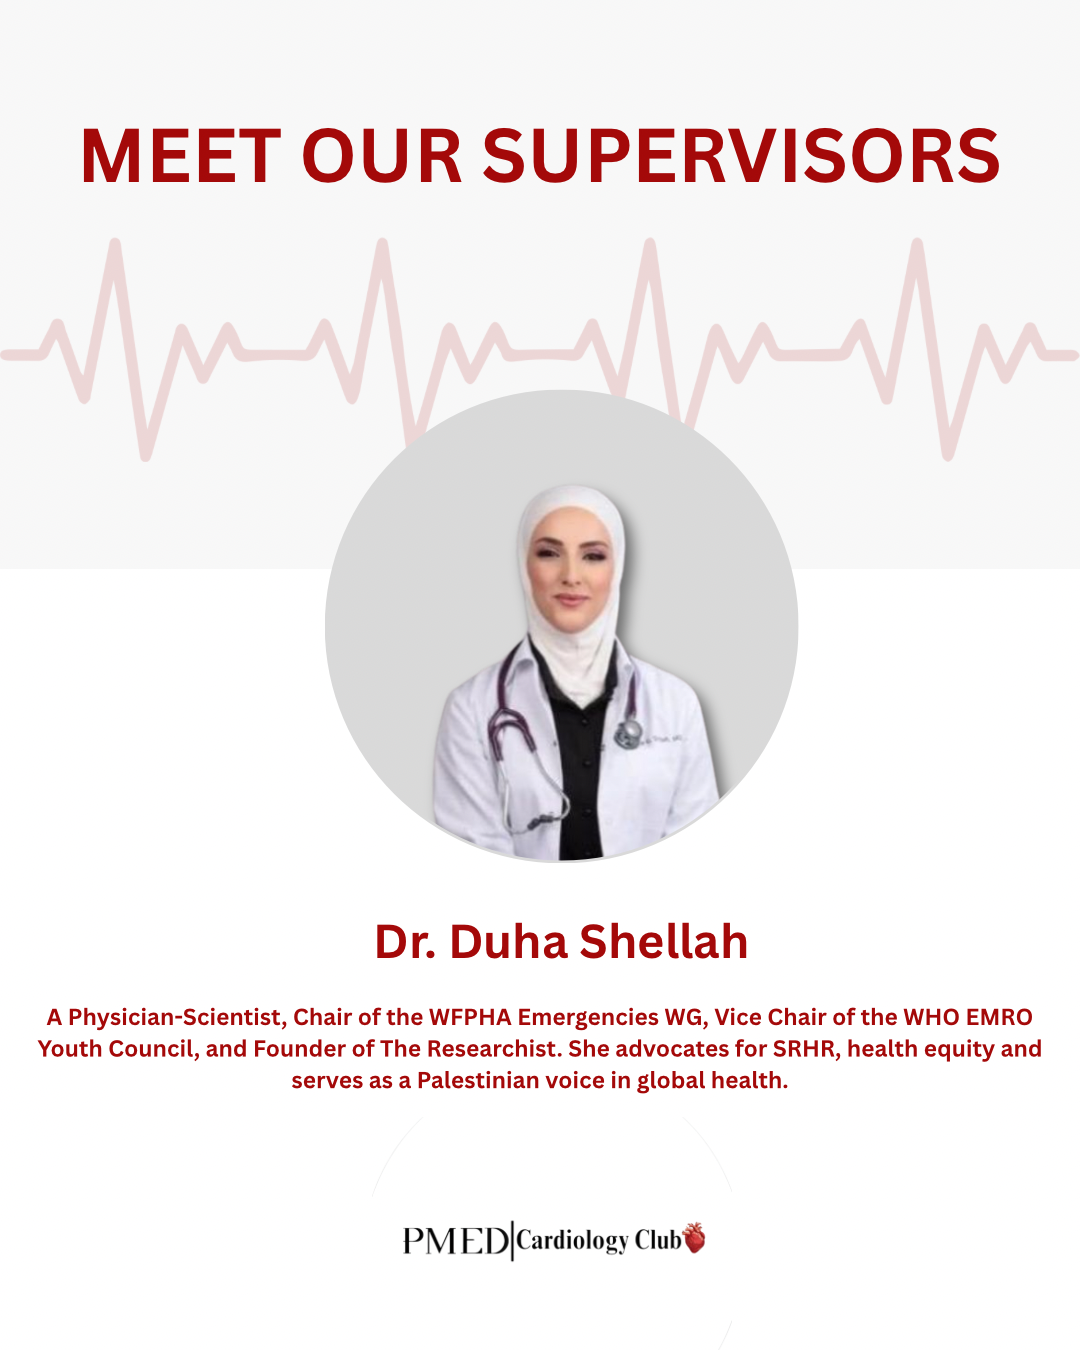 MEET OUR SUPERVISORS
Dr. Duha Shellah
A Physician-Scientist, Chair of the WFPHA Emergencies WG, Vice Chair of the WHO EMRO
Youth Council, and Founder of The Researchist. She advocates for SRHR, health equity and
serves as a Palestinian voice in global health.
PMED|Cardiology Club